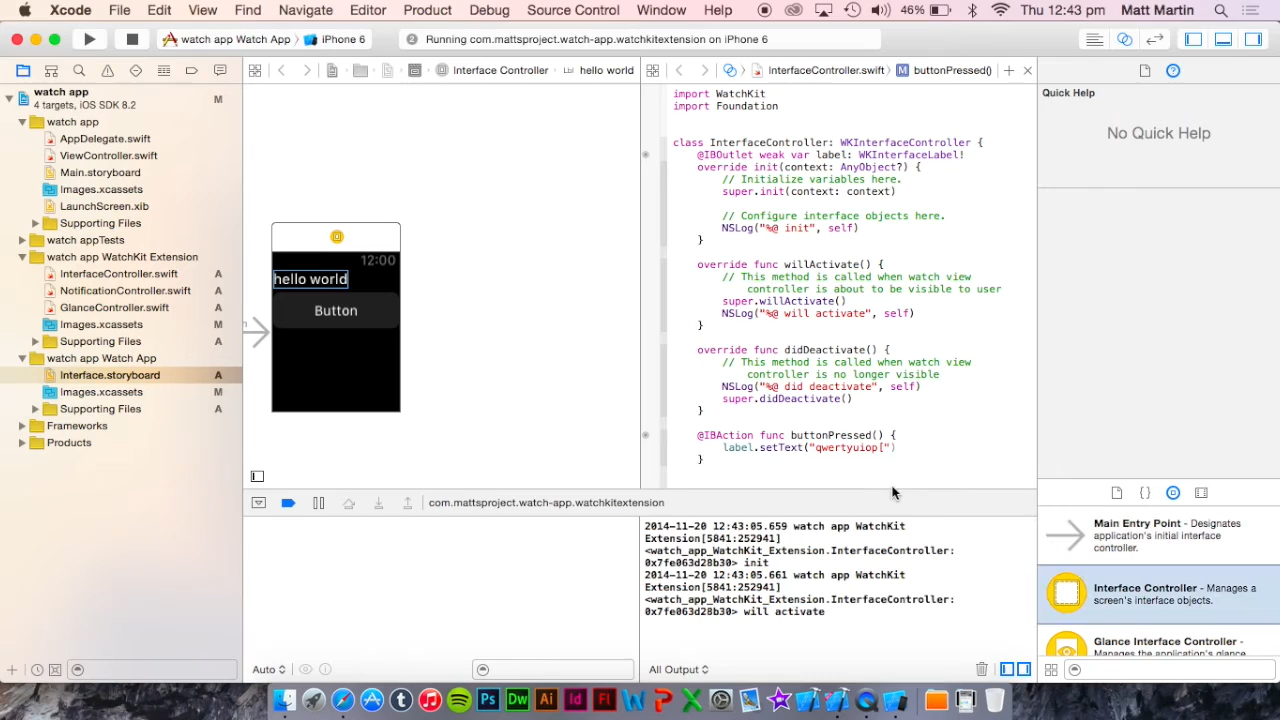 Xcode File Edit View Find Navigate Editor Product Debug Source Control Window Help 46% Thu 12:43 pm Matt Martin
watch app Watch App iPhone 6 2 Running com.mattsproject.watch-app.watchkitextension on iPhone 6
Interface Controller hello world
InterfaceController.swift M buttonPressed()
watch app M
4 targets, iOS SDK 8.2
watch app
AppDelegate.swift
ViewController.swift
Main.storyboard
Images.xcassets
LaunchScreen.xib
Supporting Files
watch appTests
watch app WatchKit Extension
InterfaceController.swift A
NotificationController.swift A
GlanceController.swift A
Images.xcassets M
Supporting Files A
watch app Watch App
Interface.storyboard A
Images.xcassets M
Supporting Files A
Frameworks
Products
12:00
hello world
Button
import WatchKit
import Foundation
class InterfaceController: WKInterfaceController {
@IBOutlet weak var label: WKInterfaceLabel!
override init(context: AnyObject?) {
// Initialize variables here.
super.init(context: context)
// Configure interface objects here.
NSLog("%@ init", self)
}
override func willActivate() {
// This method is called when watch view
controller is about to be visible to user
super.willActivate()
NSLog("%@ will activate", self)
}
override func didDeactivate() {
// This method is called when watch view
controller is no longer visible
NSLog("%@ did deactivate", self)
super.didDeactivate()
}
@IBAction func buttonPressed() {
label.setText("qwertyuiop[")
}
com.mattsproject.watch-app.watchkitextension
2014-11-20 12:43:05.659 watch app WatchKit
Extension[5841:252941]
<watch_app_WatchKit_Extension.InterfaceController:
0x7fe063d28b30> init
2014-11-20 12:43:05.661 watch app WatchKit
Extension[5841:252941]
<watch_app_WatchKit_Extension.InterfaceController:
0x7fe063d28b30> will activate
Auto
All Output
Quick Help
No Quick Help
Main Entry Point - Designates
application's initial interface
controller.
Interface Controller - Manages a
screen's interface objects.
Glance Interface Controller -
Manages the application's glance
t Ps Dw Ai Id Fl W P X